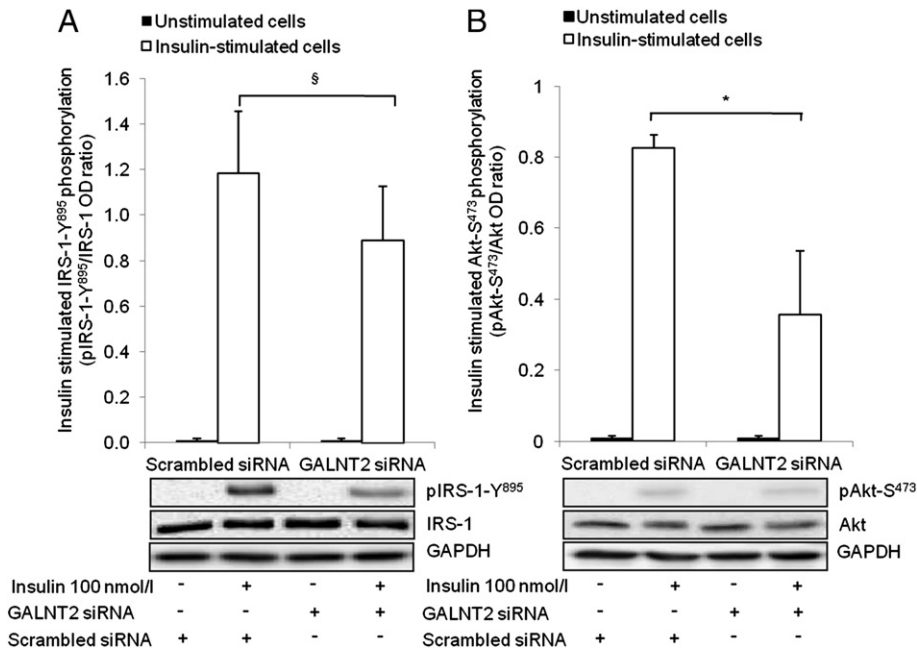 A
■ Unstimulated cells
□ Insulin-stimulated cells
Insulin stimulated IRS-1-Y⁸⁹⁵ phosphorylation
(pIRS-1-Y⁸⁹⁵/IRS-1 OD ratio)
1.6
1.4
1.2
1.0
0.8
0.6
0.4
0.2
0.0
§
Scrambled siRNA GALNT2 siRNA
pIRS-1-Y⁸⁹⁵
IRS-1
GAPDH
Insulin 100 nmol/l - + - +
GALNT2 siRNA - - + +
Scrambled siRNA + + - -
B
■ Unstimulated cells
□ Insulin-stimulated cells
Insulin stimulated Akt-S⁴⁷³ phosphorylation
(pAkt-S⁴⁷³/Akt OD ratio)
1
0.8
0.6
0.4
0.2
0
*
Scrambled siRNA GALNT2 siRNA
pAkt-S⁴⁷³
Akt
GAPDH
Insulin 100 nmol/l - + - +
GALNT2 siRNA - - + +
Scrambled siRNA + + - -